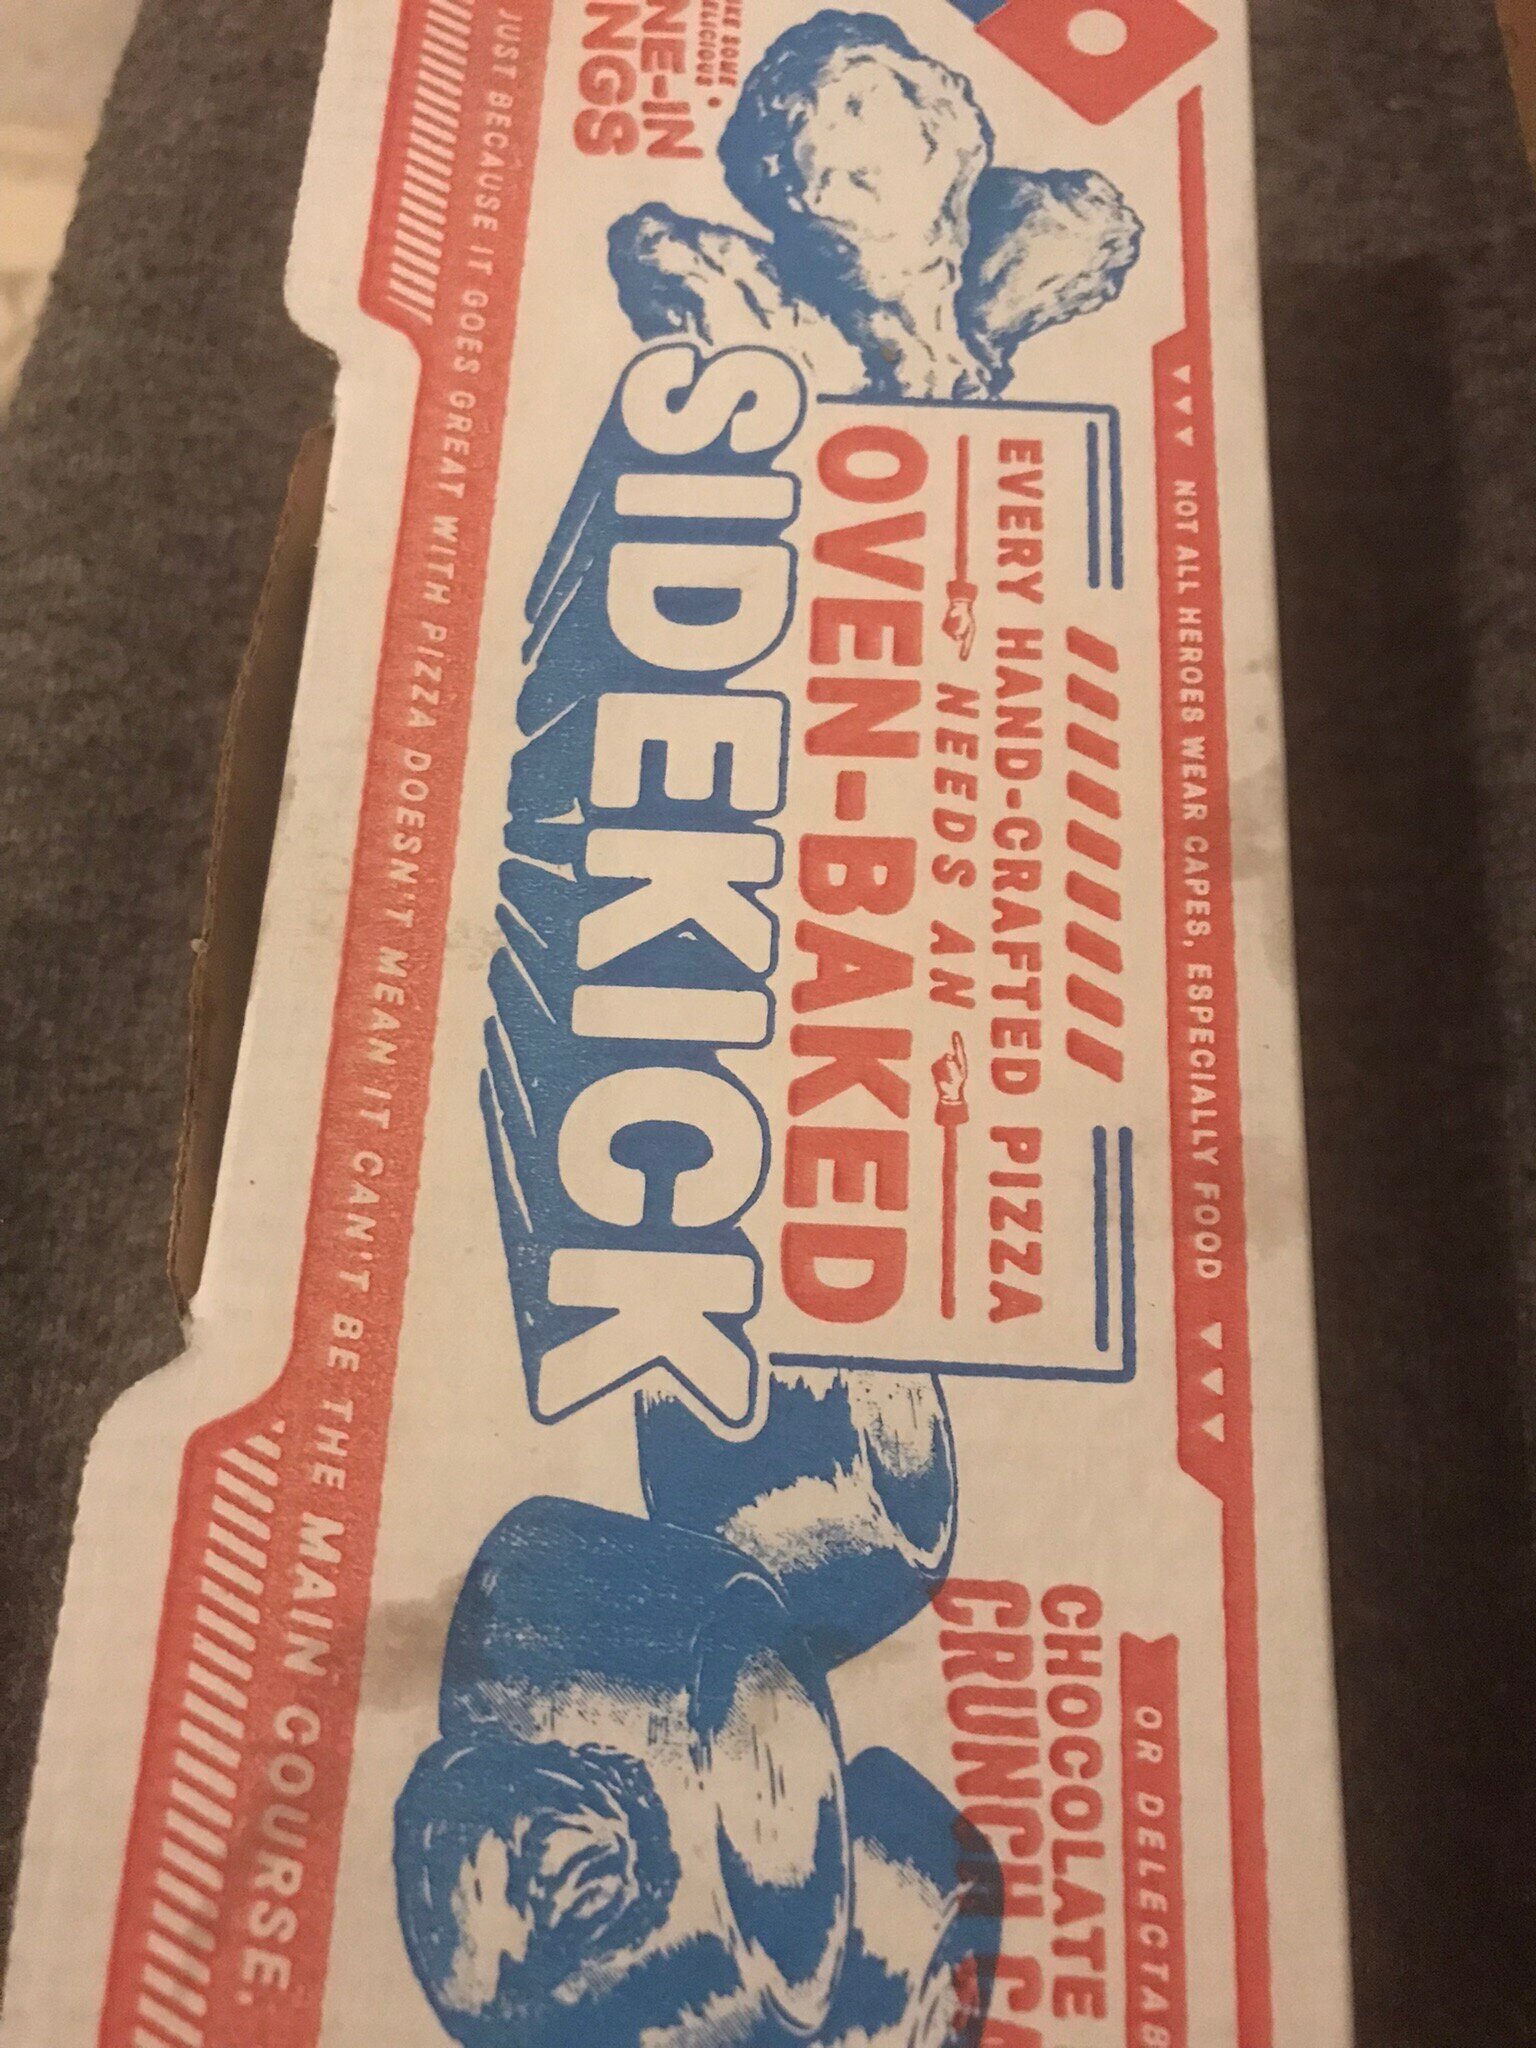 NOT ALL HEROES WEAR CAPES, ESPECIALLY FOOD
EVERY HAND-CRAFTED PIZZA
NEEDS AN
OVEN-BAKED
SIDEKICK
SOME
NE-IN
NGS
OR DELECTAB
CHOCOLATE
CRUNCH CA
JUST BECAUSE IT GOES GREAT WITH PIZZA DOESN'T MEAN IT CAN'T BE THE MAIN COURSE.